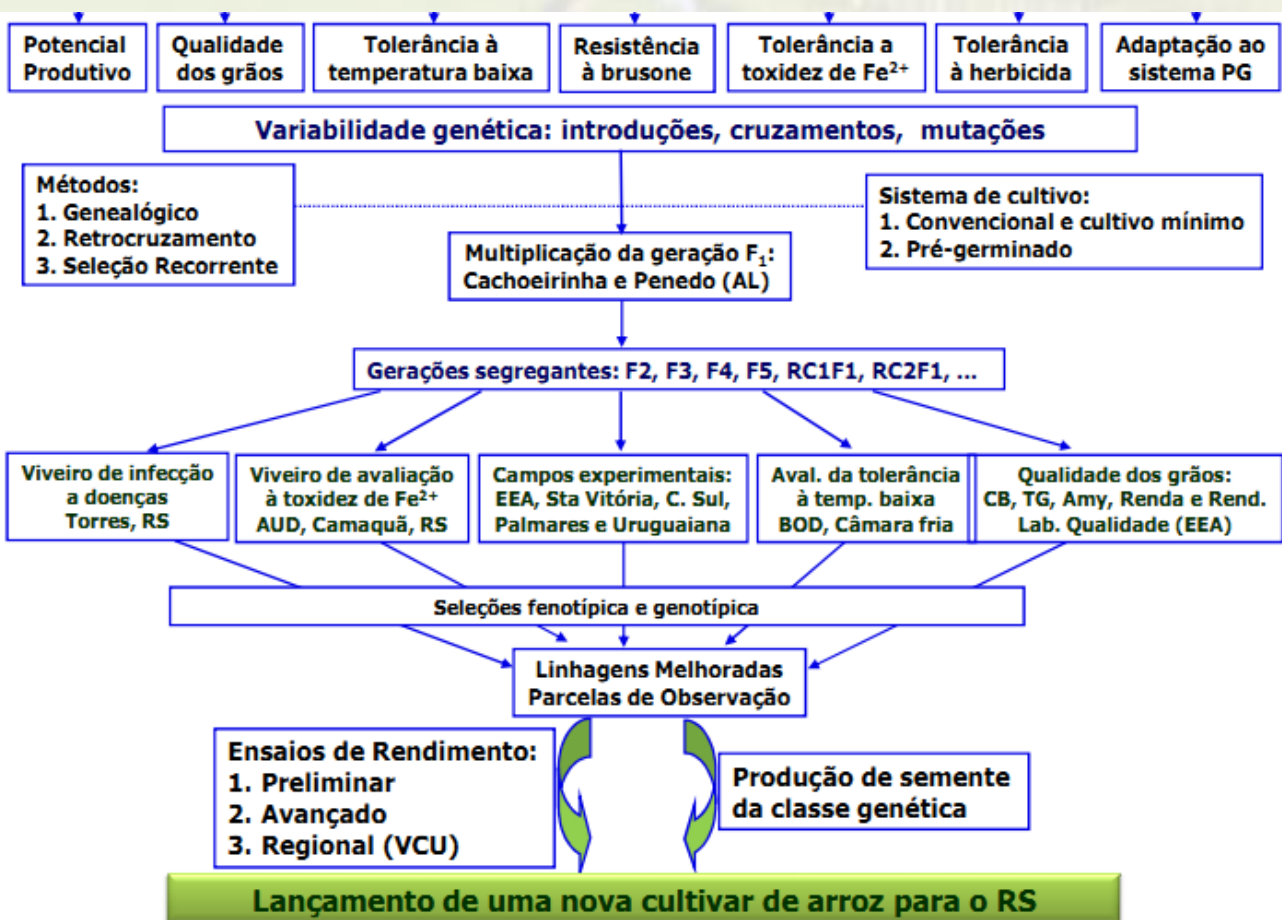 Potencial
Produtivo
Qualidade
dos grãos
Tolerância à
temperatura baixa
Resistência
à brusone
Tolerância a
toxidez de Fe²⁺
Tolerância
à herbicida
Adaptação ao
sistema PG
Variabilidade genética: introduções, cruzamentos, mutações
Métodos:
1. Genealógico
2. Retrocruzamento
3. Seleção Recorrente
Sistema de cultivo:
1. Convencional e cultivo mínimo
2. Pré-germinado
Multiplicação da geração F₁:
Cachoeirinha e Penedo (AL)
Gerações segregantes: F2, F3, F4, F5, RC1F1, RC2F1, ...
Viveiro de infecção
a doenças
Torres, RS
Viveiro de avaliação
à toxidez de Fe²⁺
AUD, Camaquã, RS
Campos experimentais:
EEA, Sta Vitória, C. Sul,
Palmares e Uruguaiana
Aval. da tolerância
à temp. baixa
BOD, Câmara fria
Qualidade dos grãos:
CB, TG, Amy, Renda e Rend.
Lab. Qualidade (EEA)
Seleções fenotípica e genotípica
Linhagens Melhoradas
Parcelas de Observação
Ensaios de Rendimento:
1. Preliminar
2. Avançado
3. Regional (VCU)
Produção de semente
da classe genética
Lançamento de uma nova cultivar de arroz para o RS